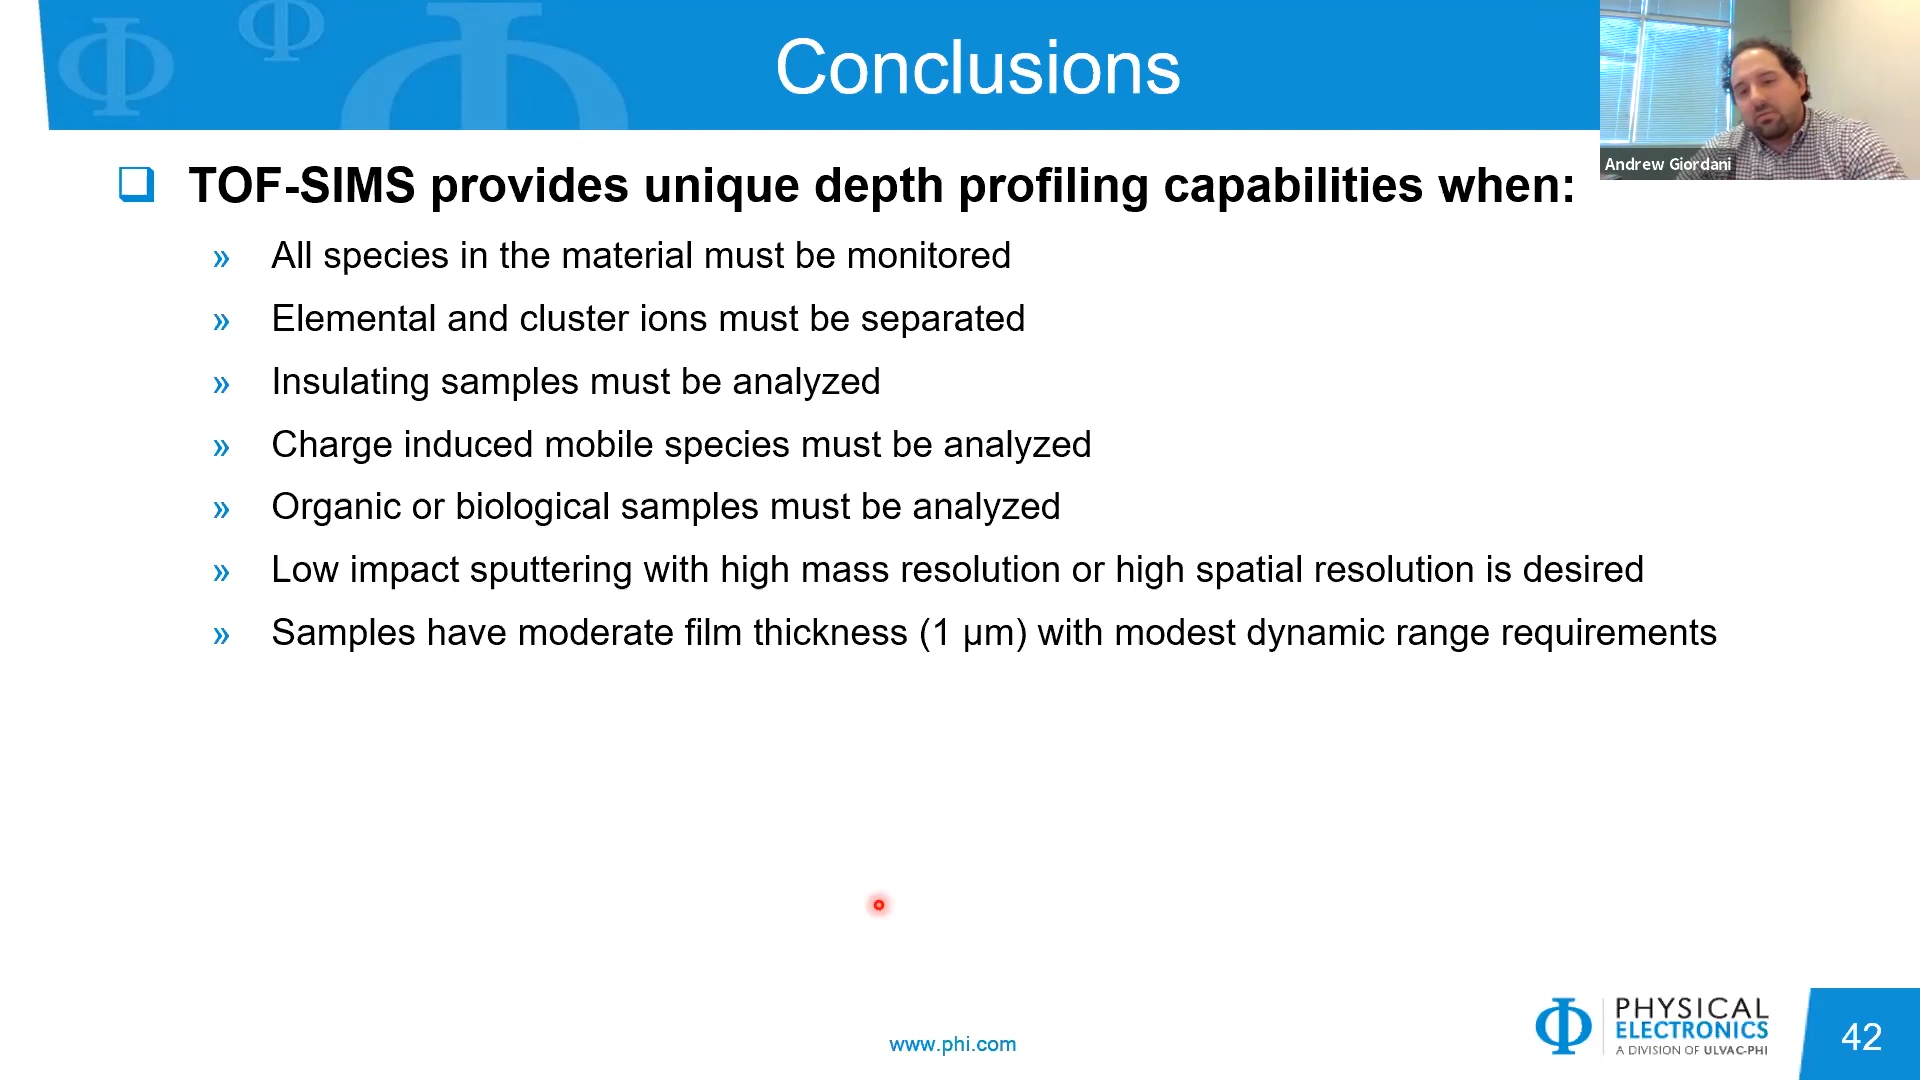 Conclusions
Andrew Giordani
TOF-SIMS provides unique depth profiling capabilities when:
» All species in the material must be monitored
» Elemental and cluster ions must be separated
» Insulating samples must be analyzed
» Charge induced mobile species must be analyzed
» Organic or biological samples must be analyzed
» Low impact sputtering with high mass resolution or high spatial resolution is desired
» Samples have moderate film thickness (1 µm) with modest dynamic range requirements
www.phi.com
PHYSICAL
ELECTRONICS
A DIVISION OF ULVAC-PHI
42